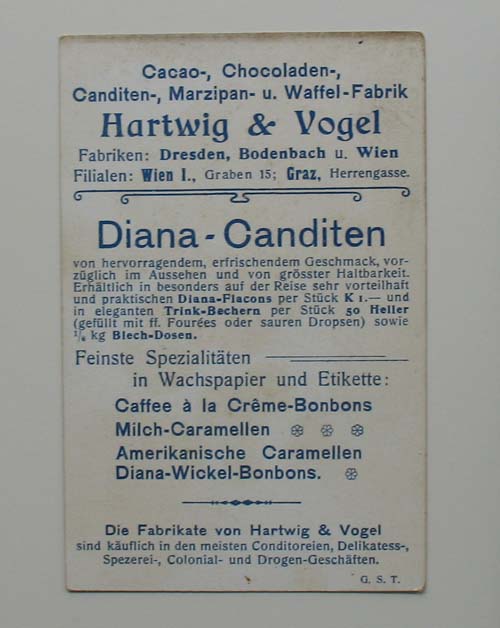 Cacao-, Chocoladen-,
Canditen-, Marzipan- u. Waffel-Fabrik
Hartwig & Vogel
Fabriken: Dresden, Bodenbach u. Wien
Filialen: Wien I., Graben 15; Graz, Herrengasse.
Diana-Canditen
von hervorragendem, erfrischendem Geschmack, vor-
züglich im Aussehen und von grösster Haltbarkeit.
Erhältlich in besonders auf der Reise sehr vorteilhaft
und praktischen Diana-Flacons per Stück K 1.— und
in eleganten Trink-Bechern per Stück 50 Heller
(gefüllt mit ff. Fourées oder sauren Dropsen) sowie
kg Blech-Dosen.
Feinste Spezialitäten
in Wachspapier und Etikette:
Caffee à la Crême-Bonbons
Milch-Caramellen
Amerikanische Caramellen
Diana-Wickel-Bonbons.
Die Fabrikate von Hartwig & Vogel
sind käuflich in den meisten Conditoreien, Delikatess-,
Spezerei-, Colonial- und Drogen-Geschäften.
G. S. T.